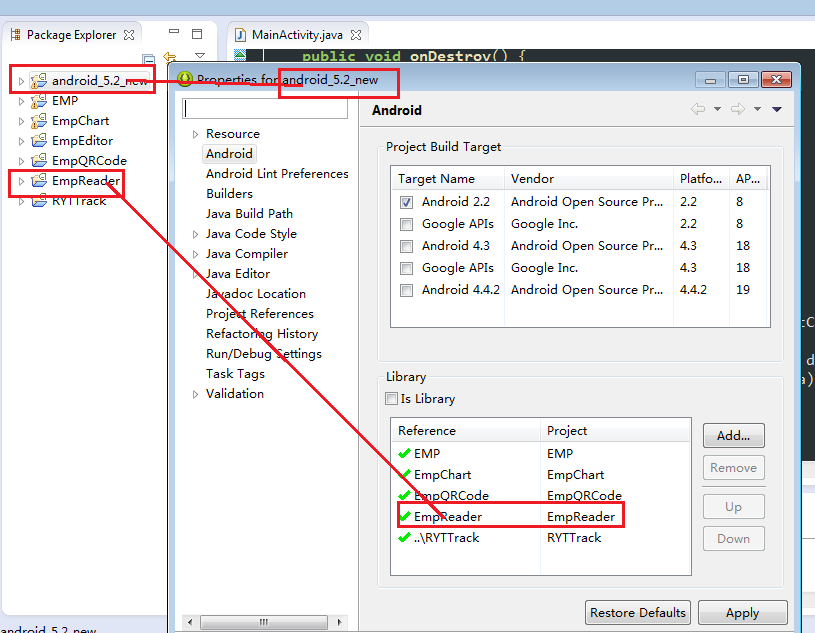 Package Explorer
MainActivity.java
public void onDestroy() {
android_5.2_new
EMP
EmpChart
EmpEditor
EmpQRCode
EmpReader
RYTTrack
Properties for android_5.2_new
Resource
Android
Android Lint Preferences
Builders
Java Build Path
Java Code Style
Java Compiler
Java Editor
Javadoc Location
Project References
Refactoring History
Run/Debug Settings
Task Tags
Validation
Android
Project Build Target
Target Name Vendor Platfo... AP...
Android 2.2 Android Open Source Pr... 2.2 8
Google APIs Google Inc. 2.2 8
Android 4.3 Android Open Source Pr... 4.3 18
Google APIs Google Inc. 4.3 18
Android 4.4.2 Android Open Source Pr... 4.4.2 19
Library
Is Library
Reference Project
EMP EMP
EmpChart EmpChart
EmpQRCode EmpQRCode
EmpReader EmpReader
..\RYTTrack RYTTrack
Add...
Remove
Up
Down
Restore Defaults Apply
android_5.2_new